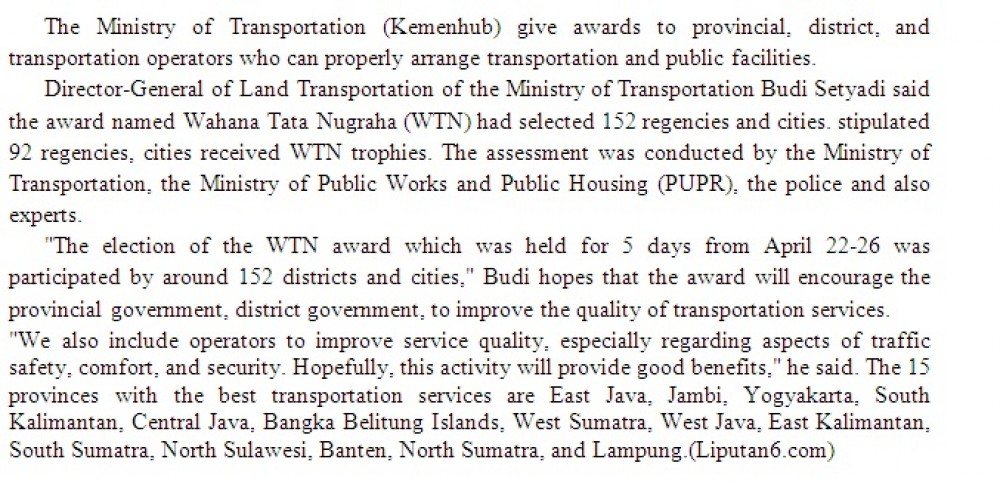 The Ministry of Transportation (Kemenhub) give awards to provincial, district, and
transportation operators who can properly arrange transportation and public facilities.
Director-General of Land Transportation of the Ministry of Transportation Budi Setyadi said
the award named Wahana Tata Nugraha (WTN) had selected 152 regencies and cities. stipulated
92 regencies, cities received WTN trophies. The assessment was conducted by the Ministry of
Transportation, the Ministry of Public Works and Public Housing (PUPR), the police and also
experts.
"The election of the WTN award which was held for 5 days from April 22-26 was
participated by around 152 districts and cities," Budi hopes that the award will encourage the
provincial government, district government, to improve the quality of transportation services.
"We also include operators to improve service quality, especially regarding aspects of traffic
safety, comfort, and security. Hopefully, this activity will provide good benefits," he said. The 15
provinces with the best transportation services are East Java, Jambi, Yogyakarta, South
Kalimantan, Central Java, Bangka Belitung Islands, West Sumatra, West Java, East Kalimantan,
South Sumatra, North Sulawesi, Banten, North Sumatra, and Lampung.(Liputan6.com)